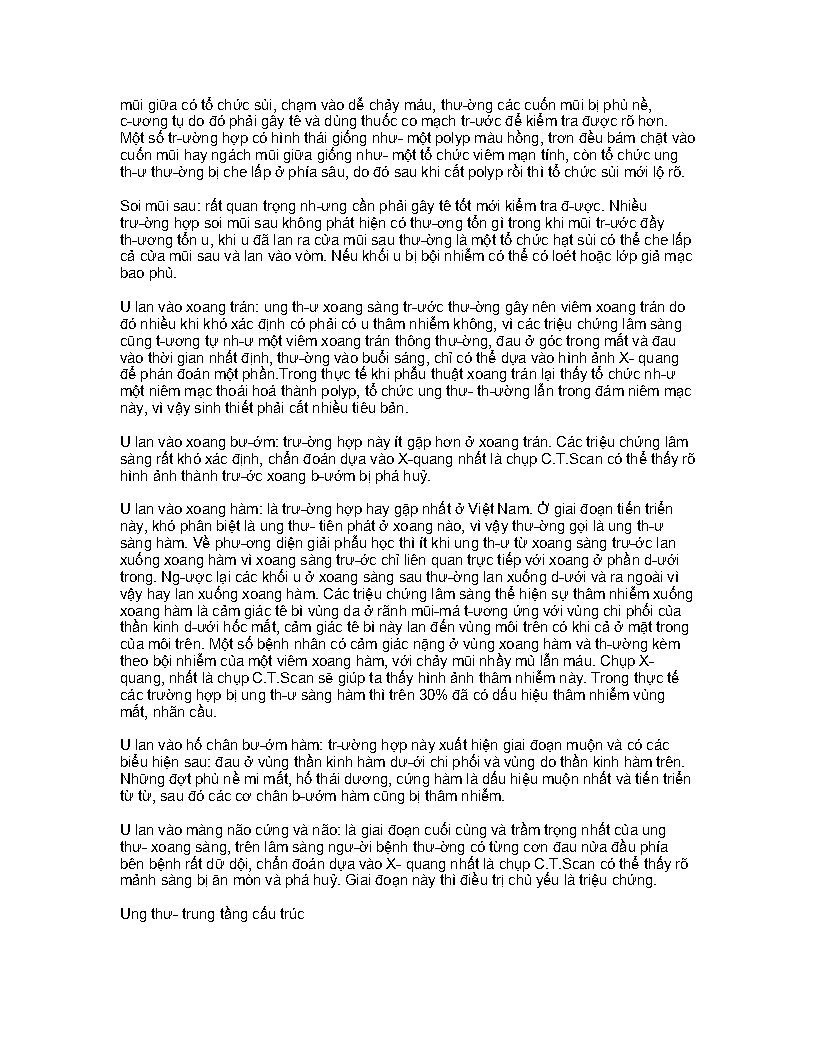 mũi giữa có tổ chức sùi, chạm vào dễ chảy máu, thư-ờng các cuốn mũi bị phù nề,
c-ương tụ do đó phải gây tê và dùng thuốc co mạch tr-ước để kiểm tra được rõ hơn.
Một số tr-ường hợp có hình thái giống như- một polyp màu hồng, trơn đều bám chặt vào
cuốn mũi hay ngách mũi giữa giống như- một tổ chức viêm mạn tính, còn tổ chức ung
th-ư thư-ờng bị che lấp ở phía sâu, do đó sau khi cắt polyp rồi thì tổ chức sùi mới lộ rõ.
Soi mũi sau: rất quan trọng nh-ưng cần phải gây tê tốt mới kiểm tra đ-ược. Nhiều
trư-ờng hợp soi mũi sau không phát hiện có thư-ơng tổn gì trong khi mũi tr-ước đầy
th-ương tổn u, khi u đã lan ra cửa mũi sau thư-ờng là một tổ chức hạt sùi có thể che lấp
cả cửa mũi sau và lan vào vòm. Nếu khối u bị bội nhiễm có thể có loét hoặc lớp giả mạc
bao phủ.
U lan vào xoang trán: ung th-ư xoang sàng tr-ước thư-ờng gây nên viêm xoang trán do
đó nhiều khi khó xác định có phải có u thâm nhiễm không, vì các triệu chứng lâm sàng
cũng t-ương tự nh-ư một viêm xoang trán thông thư-ờng, đau ở góc trong mắt và đau
vào thời gian nhất định, thư-ờng vào buổi sáng, chỉ có thể dựa vào hình ảnh X- quang
để phán đoán một phần.Trong thực tế khi phẫu thuật xoang trán lại thấy tổ chức nh-ư
một niêm mạc thoái hoá thành polyp, tổ chức ung thư- th-ường lẫn trong đám niêm mạc
này, vì vậy sinh thiết phải cắt nhiều tiêu bản.
U lan vào xoang bư-ớm: trư-ờng hợp này ít gặp hơn ở xoang trán. Các triệu chứng lâm
sàng rất khó xác định, chẩn đoán dựa vào X-quang nhất là chụp C.T.Scan có thể thấy rõ
hình ảnh thành trư-ớc xoang b-ướm bị phá huỷ.
U lan vào xoang hàm: là trư-ờng hợp hay gặp nhất ở Việt Nam. Ở giai đoạn tiến triển
này, khó phân biệt là ung thư- tiên phát ở xoang nào, vì vậy thư-ờng gọi là ung th-ư
sàng hàm. Về phư-ơng diện giải phẫu học thì ít khi ung th-ư từ xoang sàng trư-ớc lan
xuống xoang hàm vì xoang sàng trư-ớc chỉ liên quan trực tiếp với xoang ở phần d-ưới
trong. Ng-ược lại các khối u ở xoang sàng sau thư-ờng lan xuống d-ưới và ra ngoài vì
vậy hay lan xuống xoang hàm. Các triệu chứng lâm sàng thể hiện sự thâm nhiễm xuống
xoang hàm là cảm giác tê bì vùng da ở rãnh mũi-má t-ương ứng với vùng chi phối của
thần kinh d-ưới hốc mắt, cảm giác tê bì này lan đến vùng môi trên có khi cả ở mặt trong
của môi trên. Một số bệnh nhân có cảm giác nặng ở vùng xoang hàm và th-ường kèm
theo bội nhiễm của một viêm xoang hàm, với chảy mũi nhầy mủ lẫn máu. Chụp X-
quang, nhất là chụp C.T.Scan sẽ giúp ta thấy hình ảnh thâm nhiễm này. Trong thực tế
các trường hợp bị ung th-ư sàng hàm thì trên 30% đã có dấu hiệu thâm nhiễm vùng
mắt, nhãn cầu.
U lan vào hố chân bư-ớm hàm: tr-ường hợp này xuất hiện giai đoạn muộn và có các
biểu hiện sau: đau ở vùng thần kinh hàm dư-ới chi phối và vùng do thần kinh hàm trên.
Những đợt phù nề mi mắt, hố thái dương, cứng hàm là dấu hiệu muộn nhất và tiến triển
từ từ, sau đó các cơ chân b-ướm hàm cũng bị thâm nhiễm.
U lan vào màng não cứng và não: là giai đoạn cuối cùng và trầm trọng nhất của ung
thư- xoang sàng, trên lâm sàng ngư-ời bệnh thư-ờng có từng cơn đau nửa đầu phía
bên bệnh rất dữ dội, chẩn đoán dựa vào X- quang nhất là chụp C.T.Scan có thể thấy rõ
mảnh sàng bị ăn mòn và phá huỷ. Giai đoạn này thì điều trị chủ yếu là triệu chứng.
Ung thư- trung tầng cấu trúc